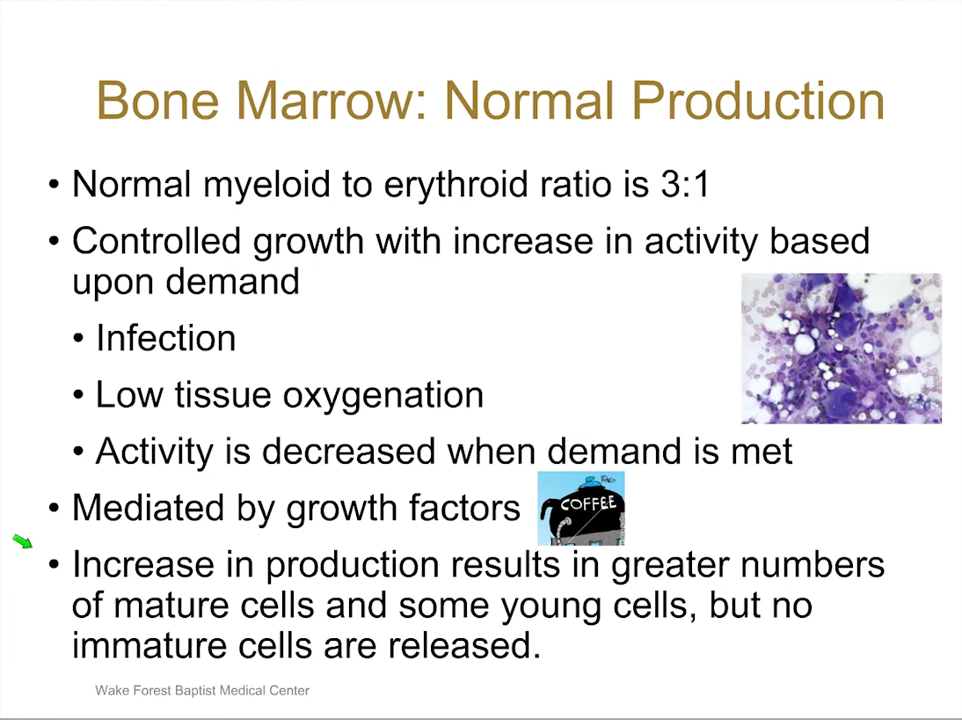 Bone Marrow: Normal Production
• Normal myeloid to erythroid ratio is 3:1
• Controlled growth with increase in activity based
upon demand
• Infection
• Low tissue oxygenation
• Activity is decreased when demand is met
• Mediated by growth factors
COFFEE
• Increase in production results in greater numbers
of mature cells and some young cells, but no
immature cells are released.
Wake Forest Baptist Medical Center